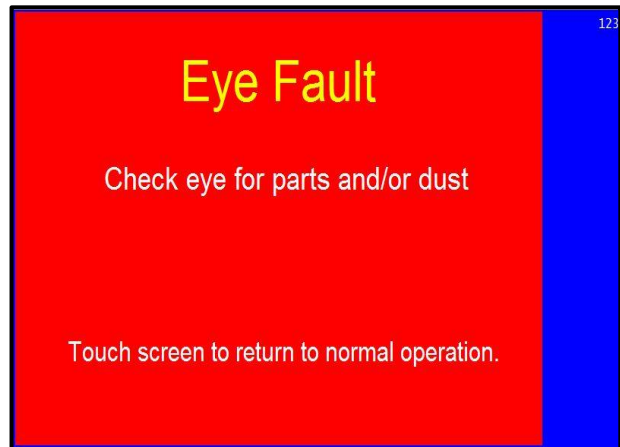 123
Eye Fault
Check eye for parts and/or dust
Touch screen to return to normal operation.